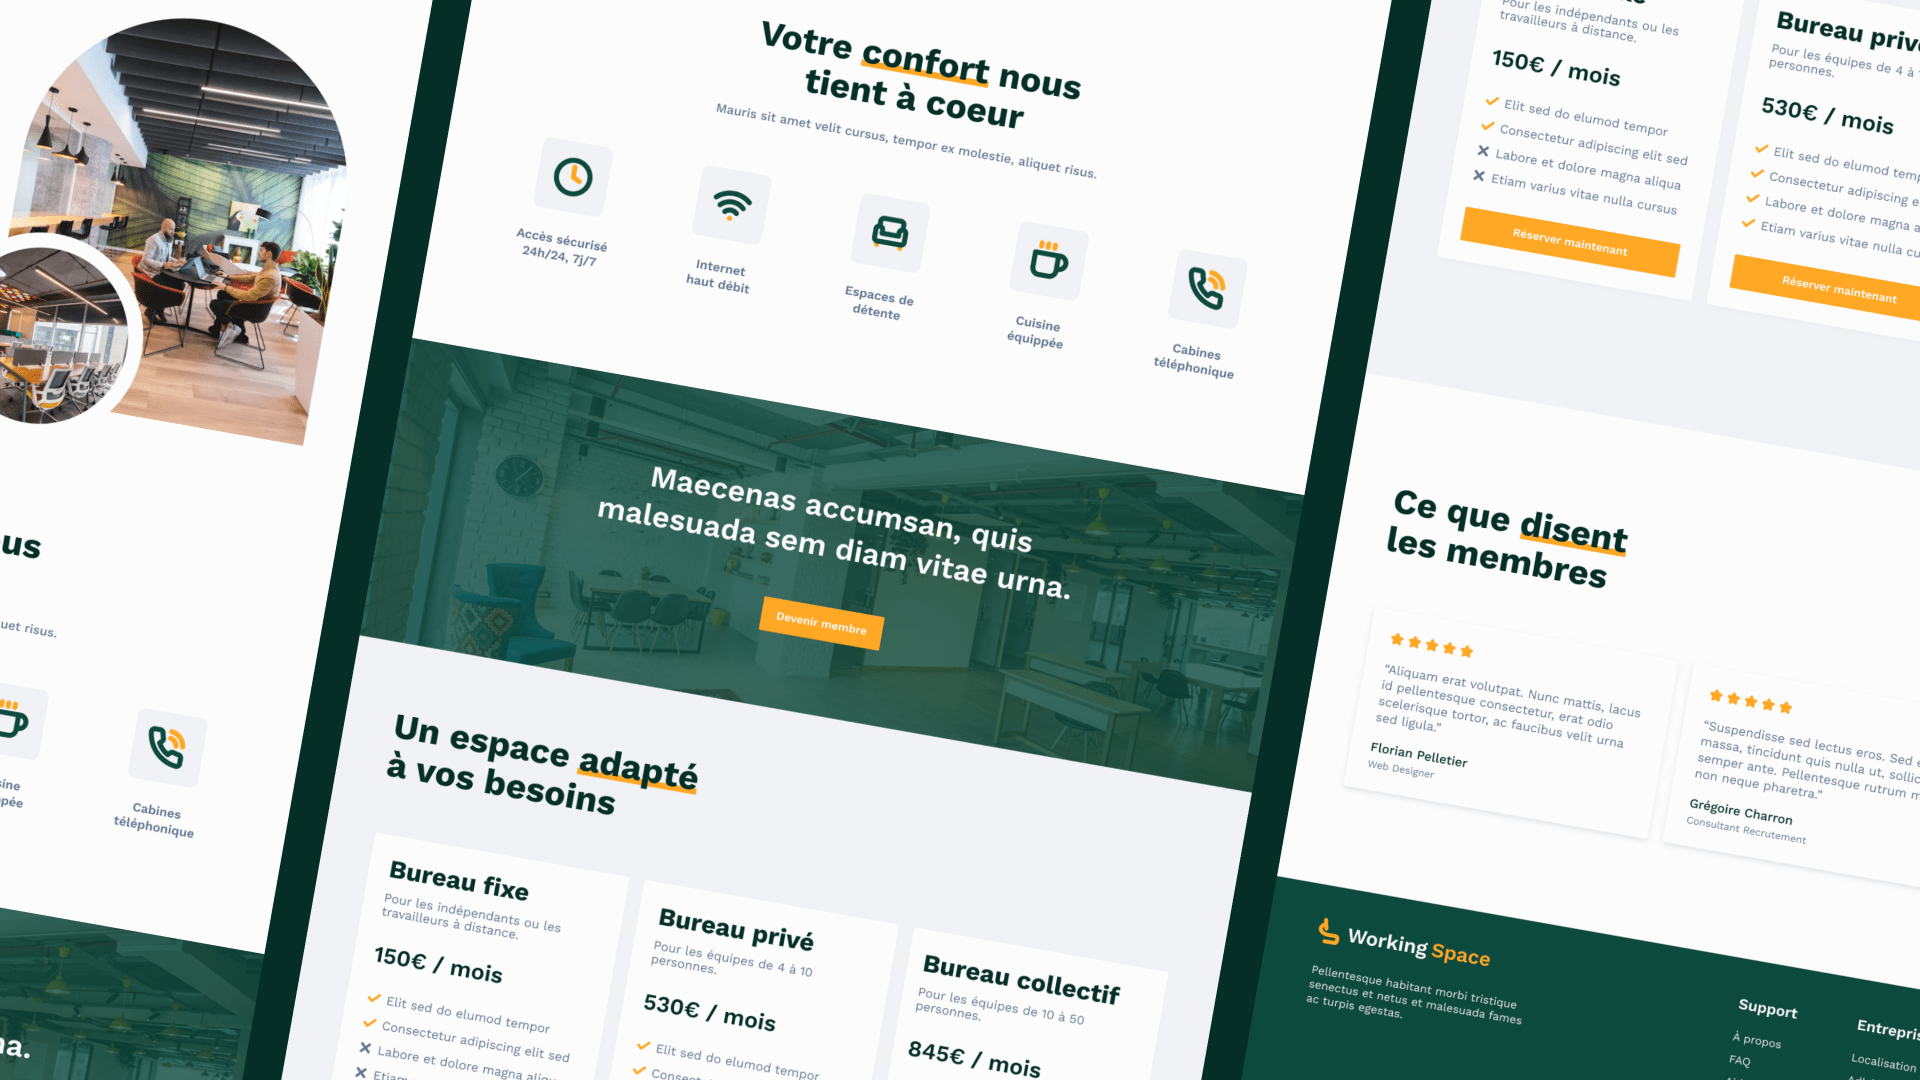 us
uet risus.
Cabines
téléphonique
Votre confort nous
tient à coeur
Mauris sit amet velit cursus, tempor ex molestie, aliquet risus.
Accès sécurisé
24h/24, 7j/7
Internet
haut débit
Espaces de
détente
Cuisine
équippée
Cabines
téléphonique
Maecenas accumsan, quis
malesuada sem diam vitae urna.
Devenir membre
Un espace adapté
à vos besoins
Bureau fixe
Pour les indépendants ou les
travailleurs à distance.
150€ / mois
Elit sed do elumod tempor
Consectetur adipiscing elit sed
Labore et dolore magna aliqu
Etiam
Bureau privé
Pour les équipes de 4 à 10
personnes.
530€ / mois
Elit sed do elumod tempor
Consect
Bureau collectif
Pour les équipes de 10 à 50
personnes.
845€ / mois
Pour les indépendants ou les
travailleurs à distance.
150€ / mois
Elit sed do elumod tempor
Consectetur adipiscing elit sed
Labore et dolore magna aliqua
Etiam varius vitae nulla cursus
Réserver maintenant
Bureau privé
Pour les équipes de 4 à
personnes.
530€ / mois
Elit sed do elumod temp
Consectetur adipiscing e
Labore et dolore magna a
Etiam varius vitae nulla cu
Réserver maintenant
Ce que disent
les membres
“Aliquam erat volutpat. Nunc mattis, lacus
id pellentesque consectetur, erat odio
scelerisque tortor, ac faucibus velit urna
sed ligula.”
Florian Pelletier
Web Designer
“Suspendisse sed lectus eros. Sed e
massa, tincidunt quis nulla ut, sollic
semper ante. Pellentesque rutrum m
non neque pharetra.”
Grégoire Charron
Consultant Recrutement
Working Space
Pellentesque habitant morbi tristique
senectus et netus et malesuada fames
ac turpis egestas.
Support
À propos
FAQ
Entrepris
Localisation